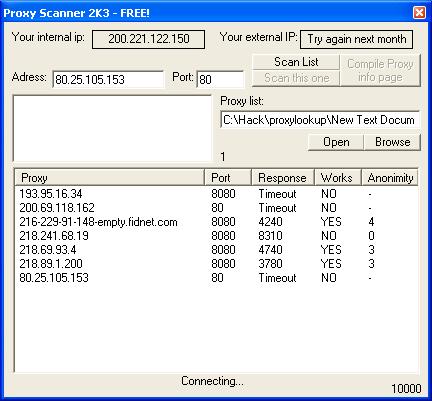 Proxy Scanner 2K3 - FREE!
Your internal ip: 200.221.122.150 Your external IP: Try again next month
Scan List Compile Proxy info page
Adress: 80.25.105.153 Port: 80 Scan this one
Proxy list:
C:\Hack\proxylookup\New Text Docum
Open Browse
1
Proxy Port Response Works Anonimity
193.95.16.34 8080 Timeout NO -
200.69.118.162 80 Timeout NO -
216-229-91-148-empty.fidnet.com 8080 4240 YES 4
218.241.68.19 8080 8310 NO 0
218.69.93.4 8080 4740 YES 3
218.89.1.200 8080 3780 YES 3
80.25.105.153 80 Timeout NO -
Connecting...
10000